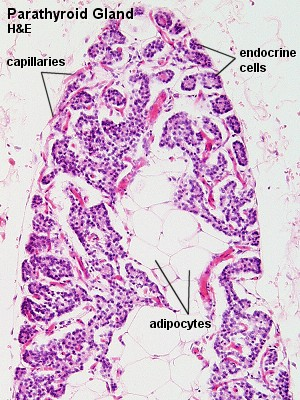 Parathyroid Gland
H&E
capillaries
endocrine
cells
adipocytes